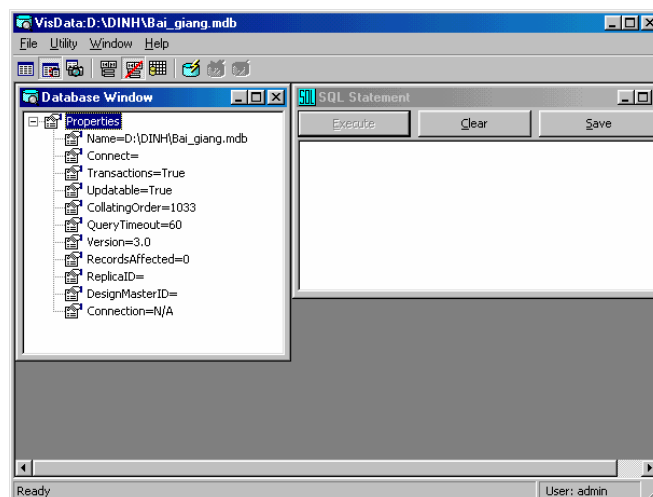 VisData:D:\DINH\Bai_giang.mdb
File Utility Window Help
Database Window
Properties
Name=D:\DINH\Bai_giang.mdb
Connect=
Transactions=True
Updatable=True
CollatingOrder=1033
QueryTimeout=60
Version=3.0
RecordsAffected=0
ReplicaID=
DesignMasterID=
Connection=N/A
SQL SQL Statement
Execute Clear Save
Ready User: admin